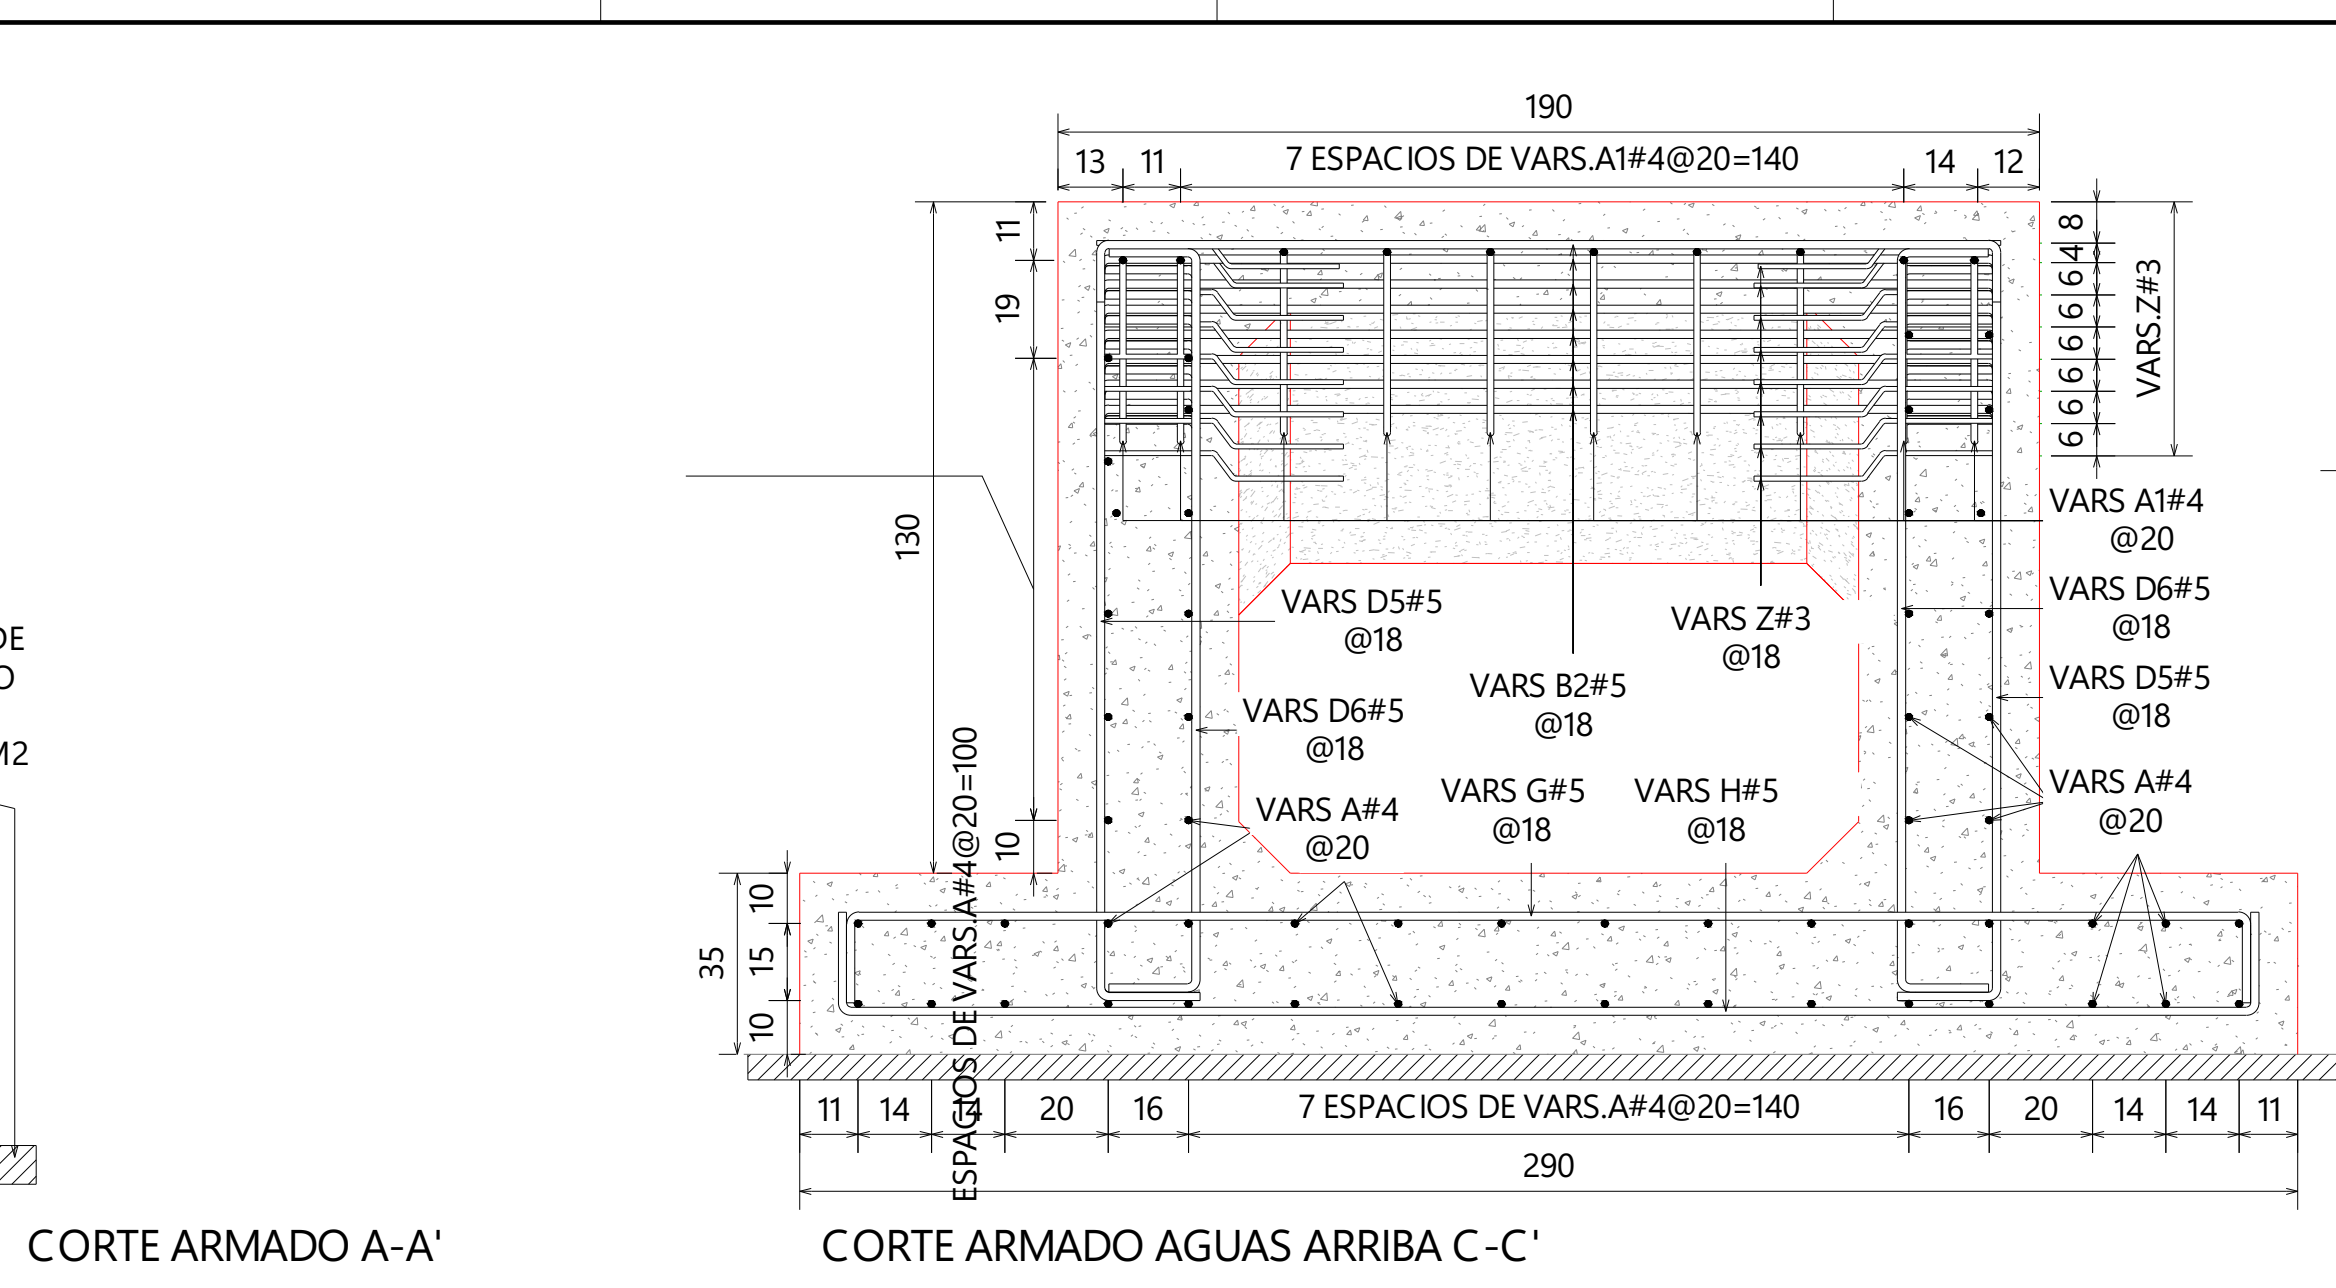 190
13
11
7 ESPACIOS DE VARS.A1#4@20=140
14
12
11
19
130
ESPACIOS DE VARS.A#4@20=100
10
8
4
6
6
6
6
6
6
VARS.Z#3
VARS A1#4
@20
VARS D6#5
@18
VARS D5#5
@18
VARS A#4
@20
VARS D5#5
@18
VARS D6#5
@18
VARS A#4
@20
VARS Z#3
@18
VARS B2#5
@18
VARS G#5
@18
VARS H#5
@18
DE
O
M2
35
10
15
10
11
14
14
20
16
7 ESPACIOS DE VARS.A#4@20=140
16
20
14
14
11
290
CORTE ARMADO A-A'
CORTE ARMADO AGUAS ARRIBA C-C'